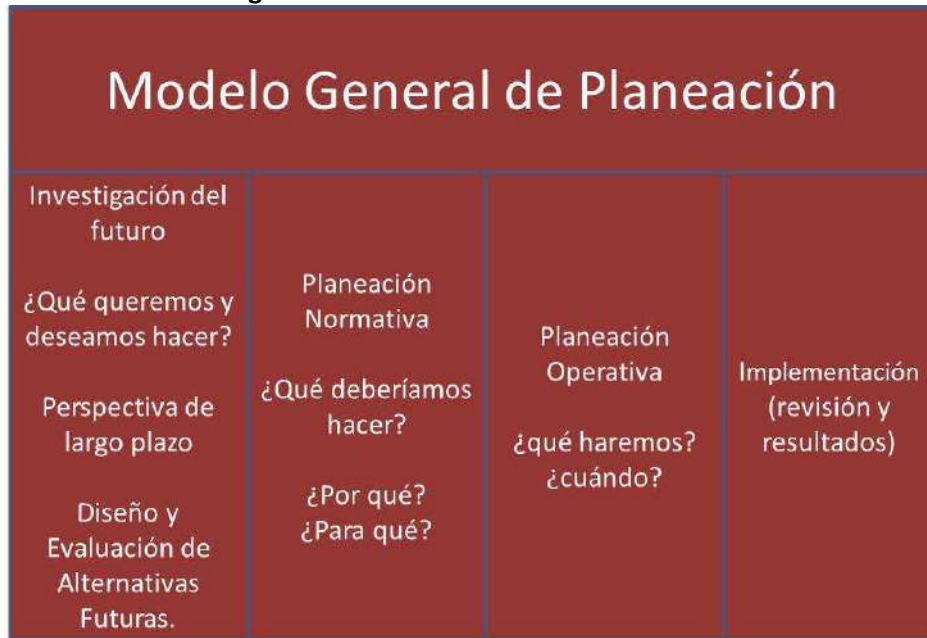 Modelo General de Planeación
Investigación del
futuro
¿Qué queremos y
deseamos hacer?
Perspectiva de
largo plazo
Diseño y
Evaluación de
Alternativas
Futuras.
Planeación
Normativa
¿Qué deberíamos
hacer?
¿Por qué?
¿Para qué?
Planeación
Operativa
¿qué haremos?
¿cuándo?
Implementación
(revisión y
resultados)